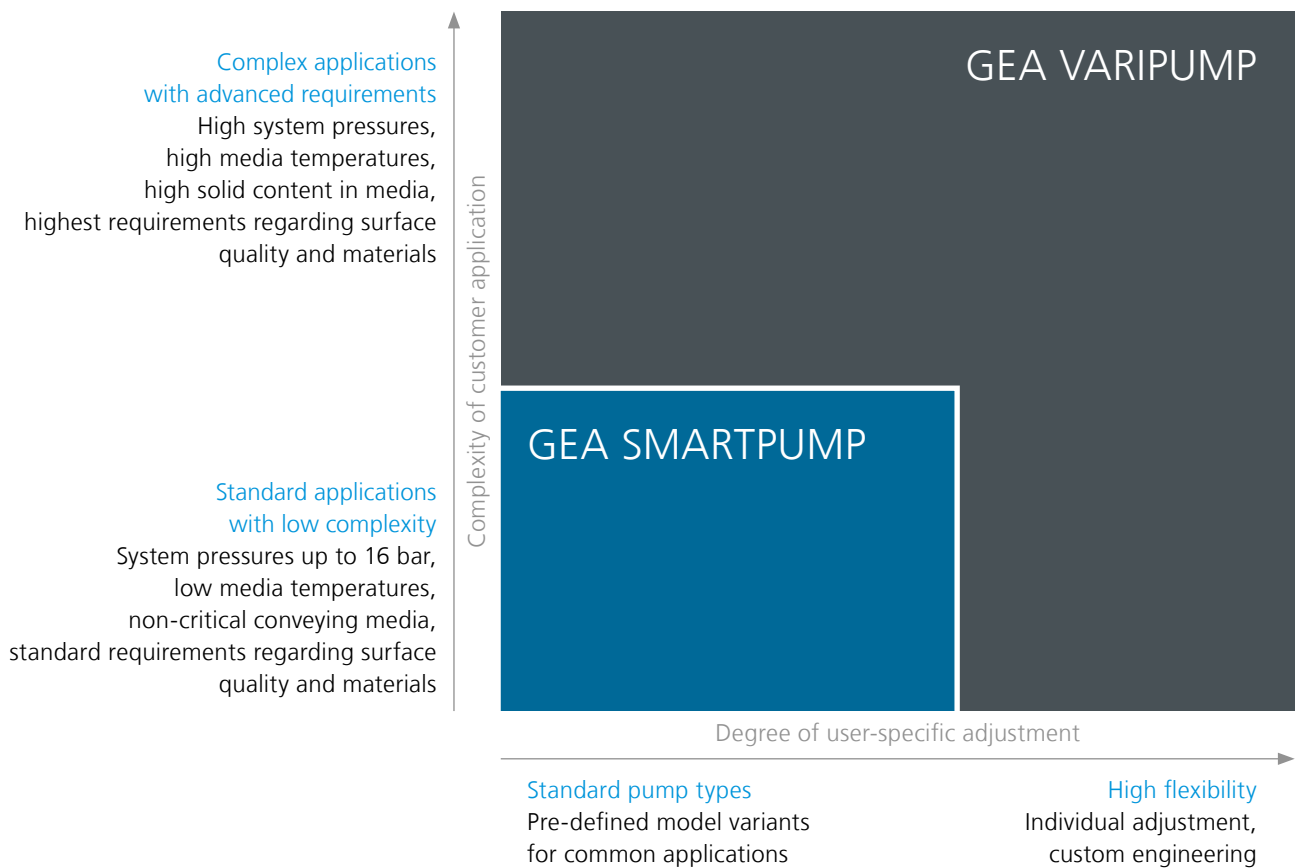 GEA VARIPUMP
Complex applications
with advanced requirements
High system pressures,
high media temperatures,
high solid content in media,
highest requirements regarding surface
quality and materials
Complexity of customer application
GEA SMARTPUMP
Standard applications
with low complexity
System pressures up to 16 bar,
low media temperatures,
non-critical conveying media,
standard requirements regarding surface
quality and materials
Degree of user-specific adjustment
Standard pump types
Pre-defined model variants
for common applications
High flexibility
Individual adjustment,
custom engineering